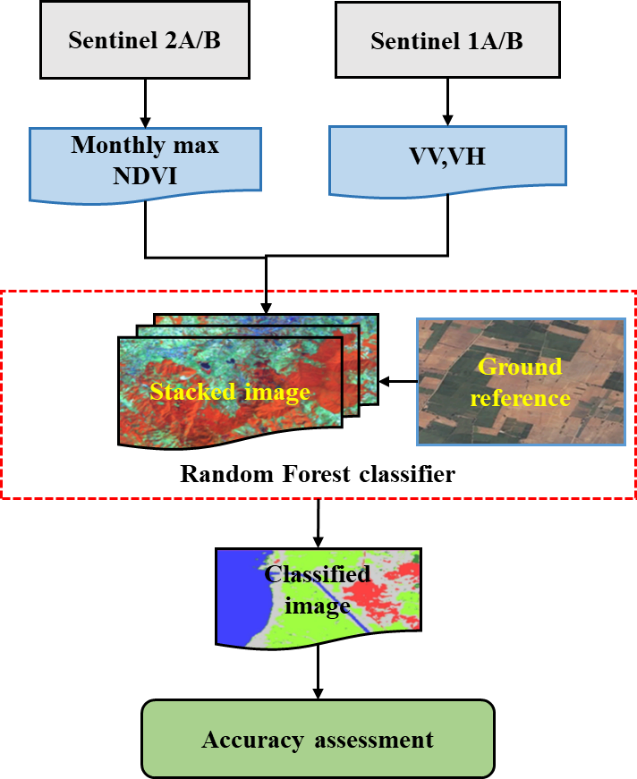 Sentinel 2A/B
Sentinel 1A/B
Monthly max
NDVI
VV,VH
Stacked image
Ground
reference
Random Forest classifier
Classified
image
Accuracy assessment